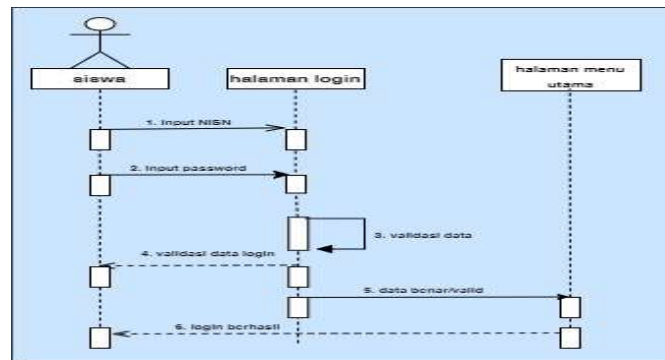 siswa
halaman login
halaman menu
utama
1. Input NISN
2. Input password
3. validasi data
4. validasi data login
5. data benar/valid
6. login berhasil